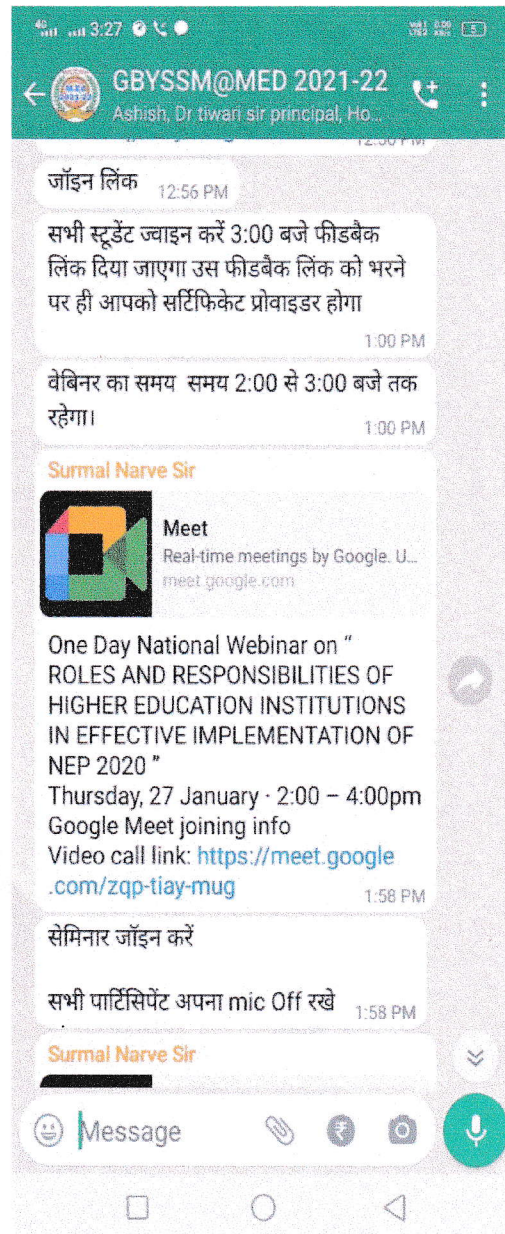 3:27
GBYSSM@MED 2021-22
Ashish, Dr tiwari sir principal, Ho...
जॉइन लिंक 12:56 PM
सभी स्टूडेंट ज्वाइन करें 3:00 बजे फीडबैक
लिंक दिया जाएगा उस फीडबैक लिंक को भरने
पर ही आपको सर्टिफिकेट प्रोवाइडर होगा
1:00 PM
वेबिनर का समय समय 2:00 से 3:00 बजे तक
रहेगा।
1:00 PM
Surmal Narve Sir
Meet
Real-time meetings by Google. U...
meet.google.com
One Day National Webinar on “
ROLES AND RESPONSIBILITIES OF
HIGHER EDUCATION INSTITUTIONS
IN EFFECTIVE IMPLEMENTATION OF
NEP 2020 ”
Thursday, 27 January · 2:00 – 4:00pm
Google Meet joining info
Video call link: https://meet.google
.com/zqp-tiay-mug
1:58 PM
सेमिनार जॉइन करें
सभी पार्टिसिपेंट अपना mic Off रखे 1:58 PM
Surmal Narve Sir
Message